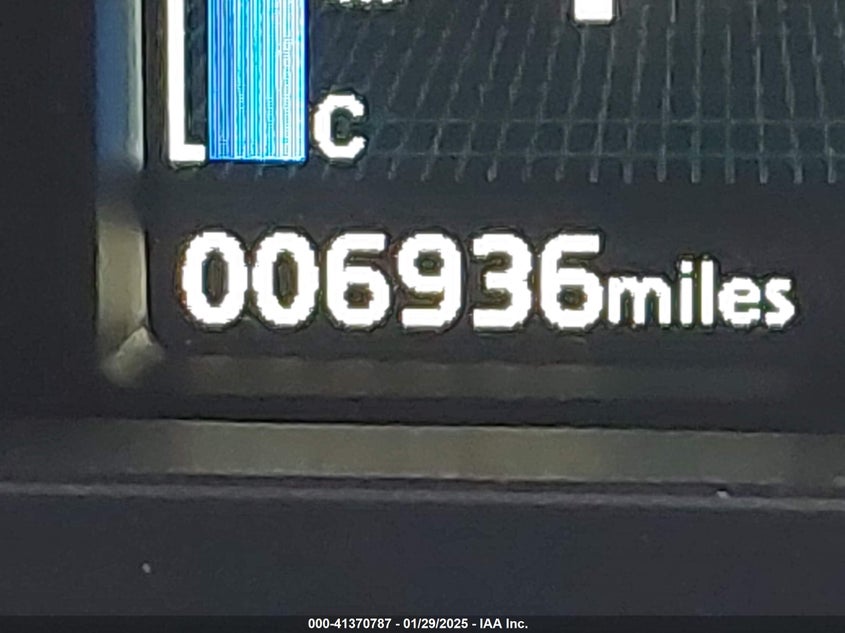 C
006936miles
000-41370787 - 01/29/2025 - IAA Inc.